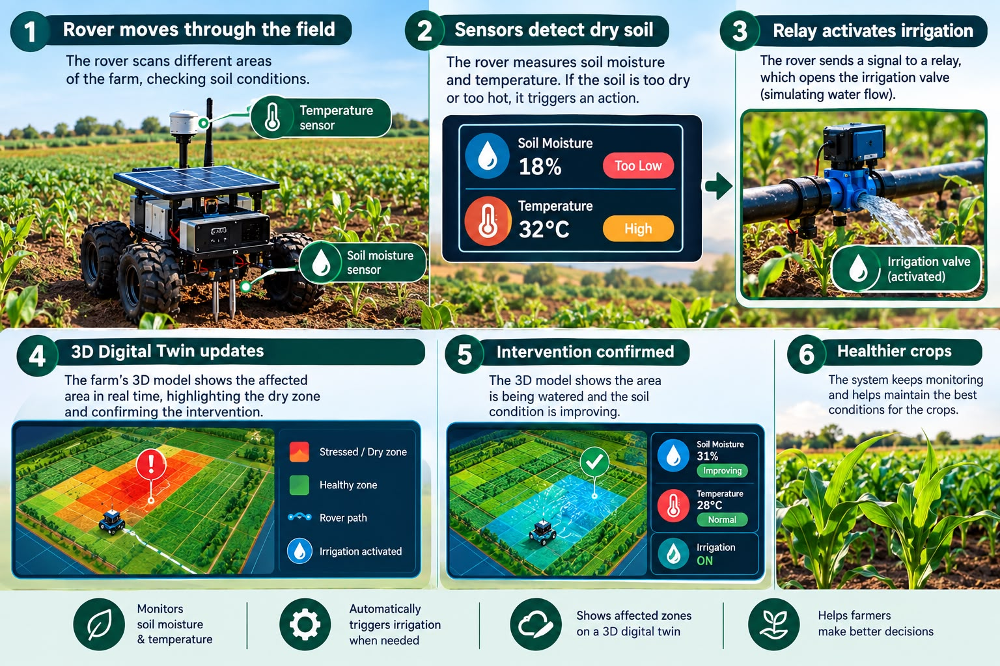 1
Rover moves through the field
The rover scans different areas
of the farm, checking soil conditions.
Temperature
sensor
Soil moisture
sensor
2
Sensors detect dry soil
The rover measures soil moisture
and temperature. If the soil is too dry
or too hot, it triggers an action.
Soil Moisture
18%
Too Low
Temperature
32°C
High
3
Relay activates irrigation
The rover sends a signal to a relay,
which opens the irrigation valve
(simulating water flow).
Irrigation valve
(activated)
4
3D Digital Twin updates
The farm's 3D model shows the affected
area in real time, highlighting the dry zone
and confirming the intervention.
Stressed / Dry zone
Healthy zone
Rover path
Irrigation activated
5
Intervention confirmed
The 3D model shows the area
is being watered and the soil
condition is improving.
Soil Moisture
31%
Improving
Temperature
28°C
Normal
Irrigation
ON
6
Healthier crops
The system keeps monitoring
and helps maintain the best
conditions for the crops.
Monitors
soil moisture
& temperature
Automatically
triggers irrigation
when needed
Shows affected zones
on a 3D digital twin
Helps farmers
make better decisions